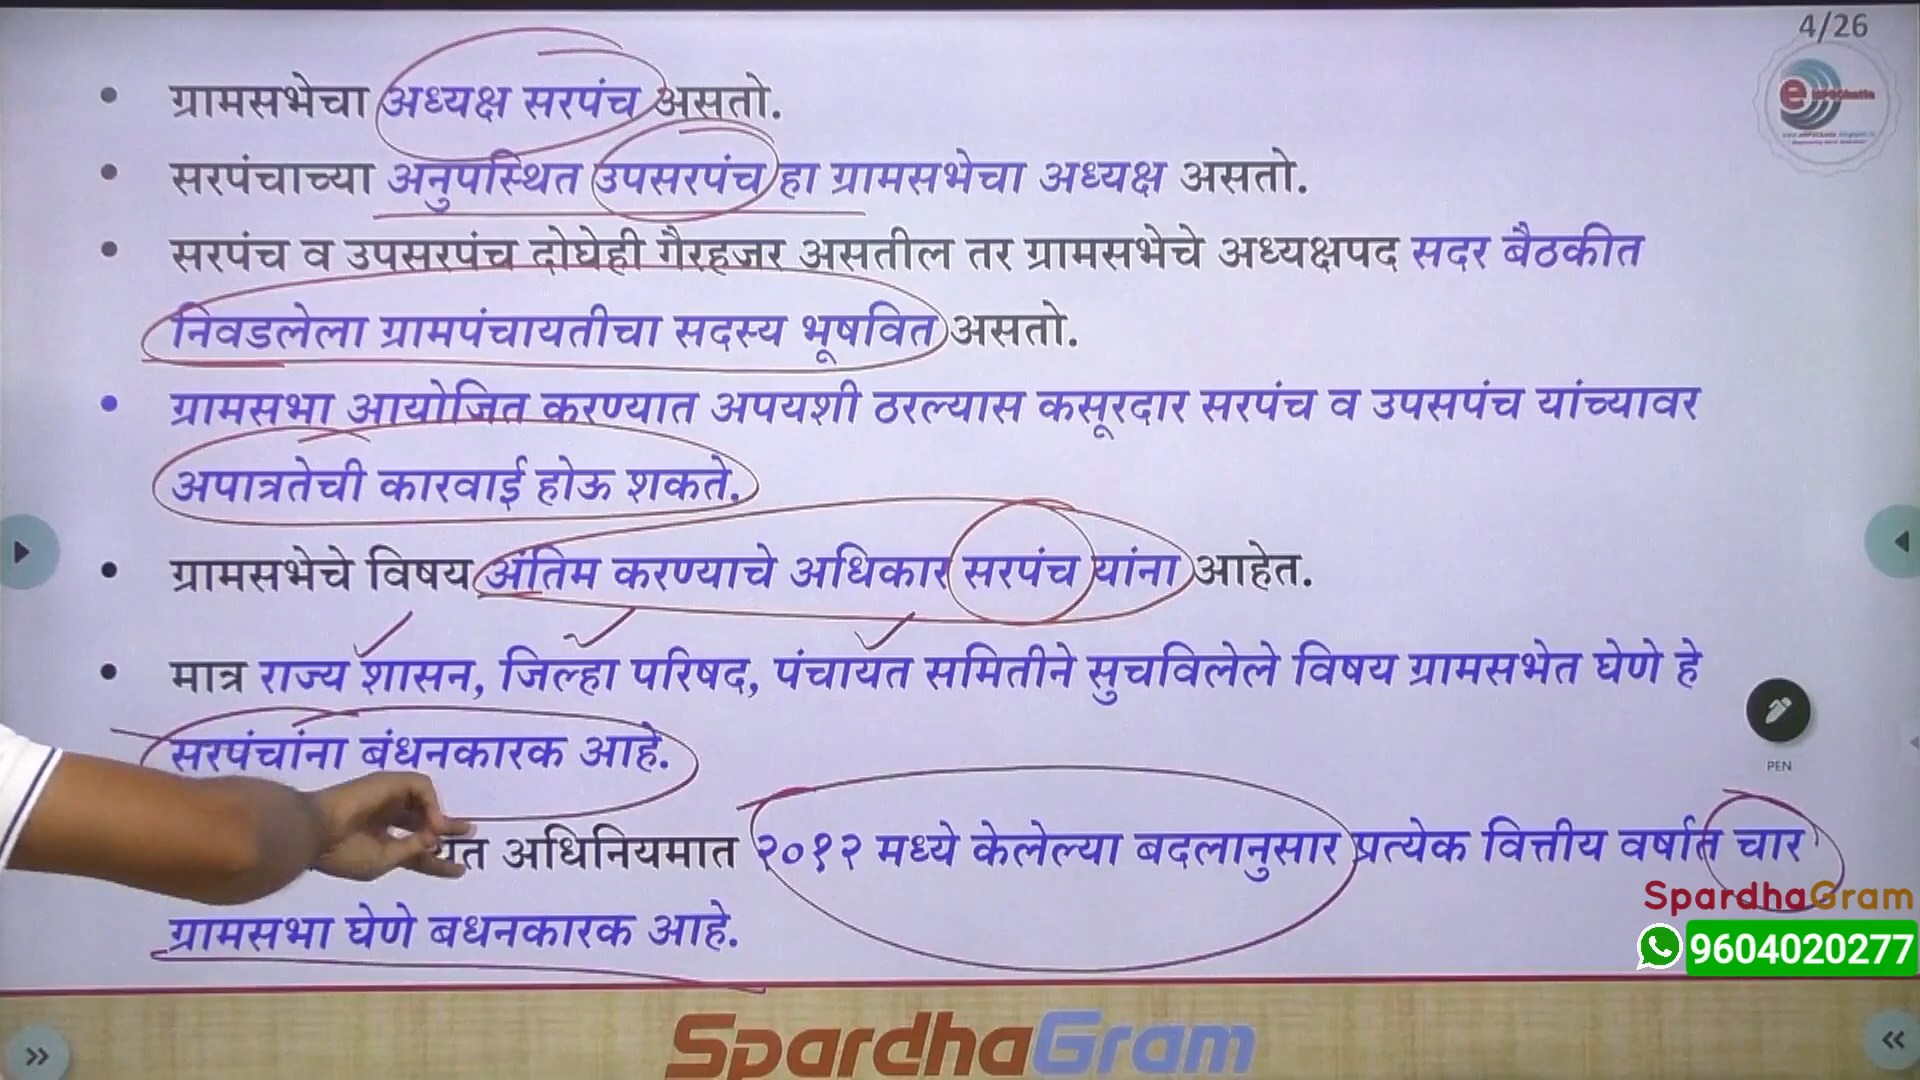 4/26
ग्रामसभेचा अध्यक्ष सरपंच असतो.
सरपंचाच्या अनुपस्थित उपसरपंच हा ग्रामसभेचा अध्यक्ष असतो.
सरपंच व उपसरपंच दोघेही गैरहजर असतील तर ग्रामसभेचे अध्यक्षपद सदर बैठकीत
निवडलेला ग्रामपंचायतीचा सदस्य भूषवित असतो.
ग्रामसभा आयोजित करण्यात अपयशी ठरल्यास कसूरदार सरपंच व उपसपंच यांच्यावर
अपात्रतेची कारवाई होऊ शकते.
ग्रामसभेचे विषय अंतिम करण्याचे अधिकार सरपंच यांना आहेत.
मात्र राज्य शासन, जिल्हा परिषद, पंचायत समितीने सुचविलेले विषय ग्रामसभेत घेणे हे
सरपंचांना बंधनकारक आहे.
PEN
अधिनियमात २०१२ मध्ये केलेल्या बदलानुसार प्रत्येक वित्तीय वर्षात चार
ग्रामसभा घेणे बधनकारक आहे.
SpardhaGram
9604020277
SpardhaGram